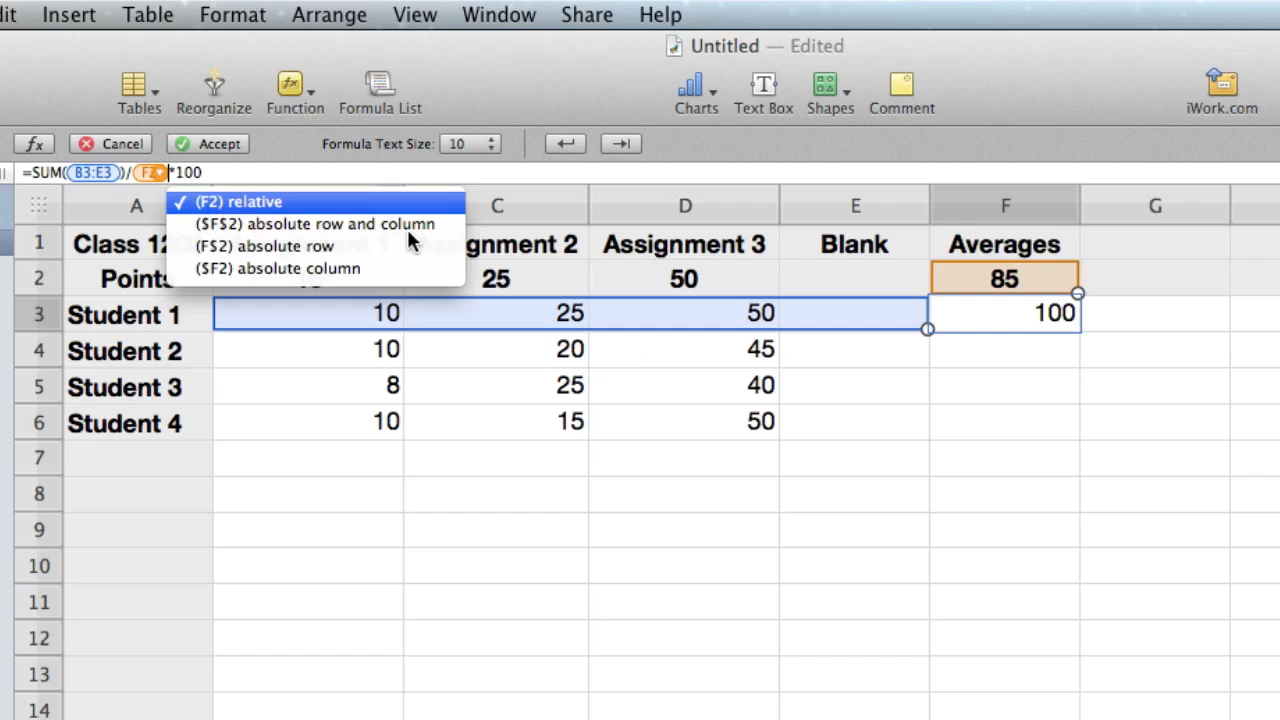 it Insert Table Format Arrange View Window Share Help
Untitled — Edited
Tables Reorganize Function Formula List Charts Text Box Shapes Comment iWork.com
fx Cancel Accept Formula Text Size: 10
=SUM(B3:E3)/F2*100
✓ (F2) relative
($F$2) absolute row and column
(F$2) absolute row
($F2) absolute column
A C D E F G
1 Class 12 gnment 2 Assignment 3 Blank Averages
2 Points 25 50 85
3 Student 1 10 25 50 100
4 Student 2 10 20 45
5 Student 3 8 25 40
6 Student 4 10 15 50
7
8
9
10
11
12
13
14